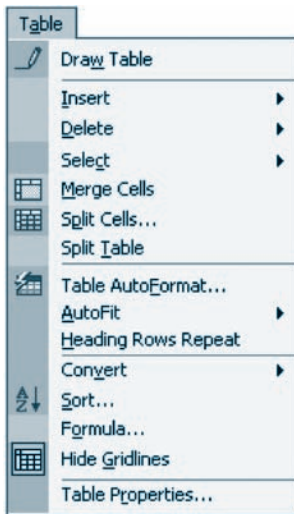 Table
Draw Table
Insert
Delete
Select
Merge Cells
Split Cells...
Split Table
Table AutoFormat...
AutoFit
Heading Rows Repeat
Convert
A
Z
Sort...
Formula...
Hide Gridlines
Table Properties...